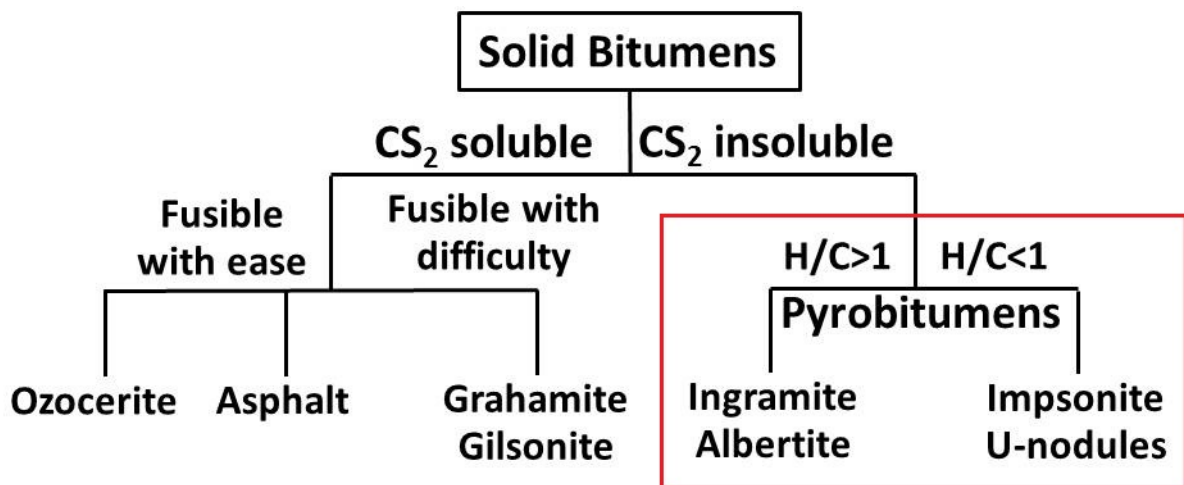 Solid Bitumens
CS₂ soluble
CS₂ insoluble
Fusible
with ease
Fusible with
difficulty
H/C>1
H/C<1
Pyrobitumens
Ozocerite
Asphalt
Grahamite
Gilsonite
Ingramite
Albertite
Impsonite
U-nodules